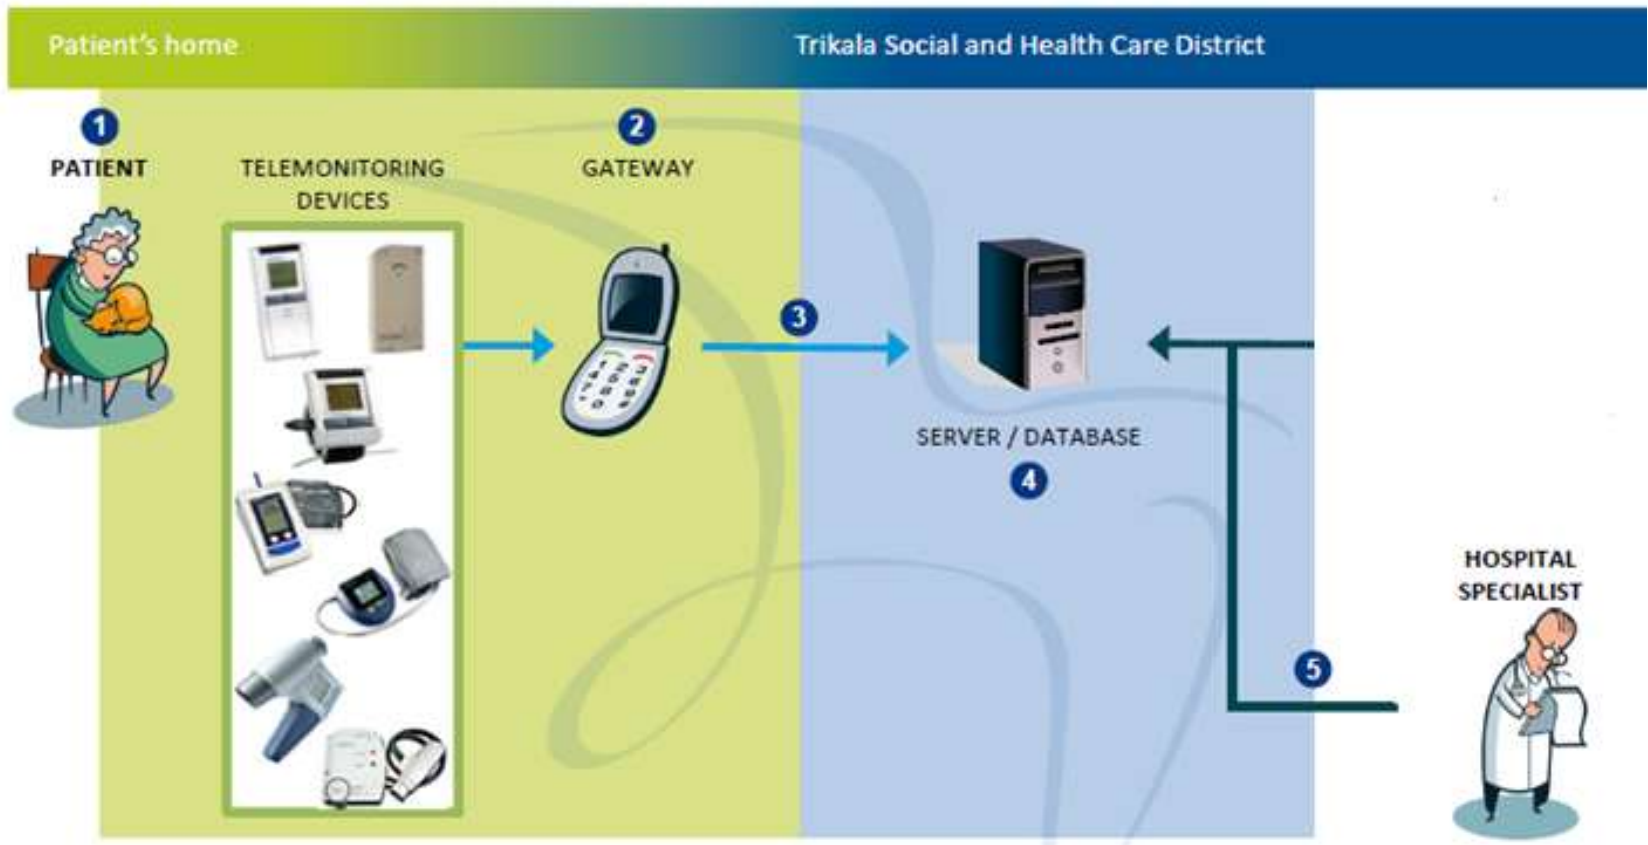 Patient's home
Trikala Social and Health Care District
1
PATIENT
TELEMONITORING
DEVICES
2
GATEWAY
3
SERVER / DATABASE
4
HOSPITAL
SPECIALIST
5